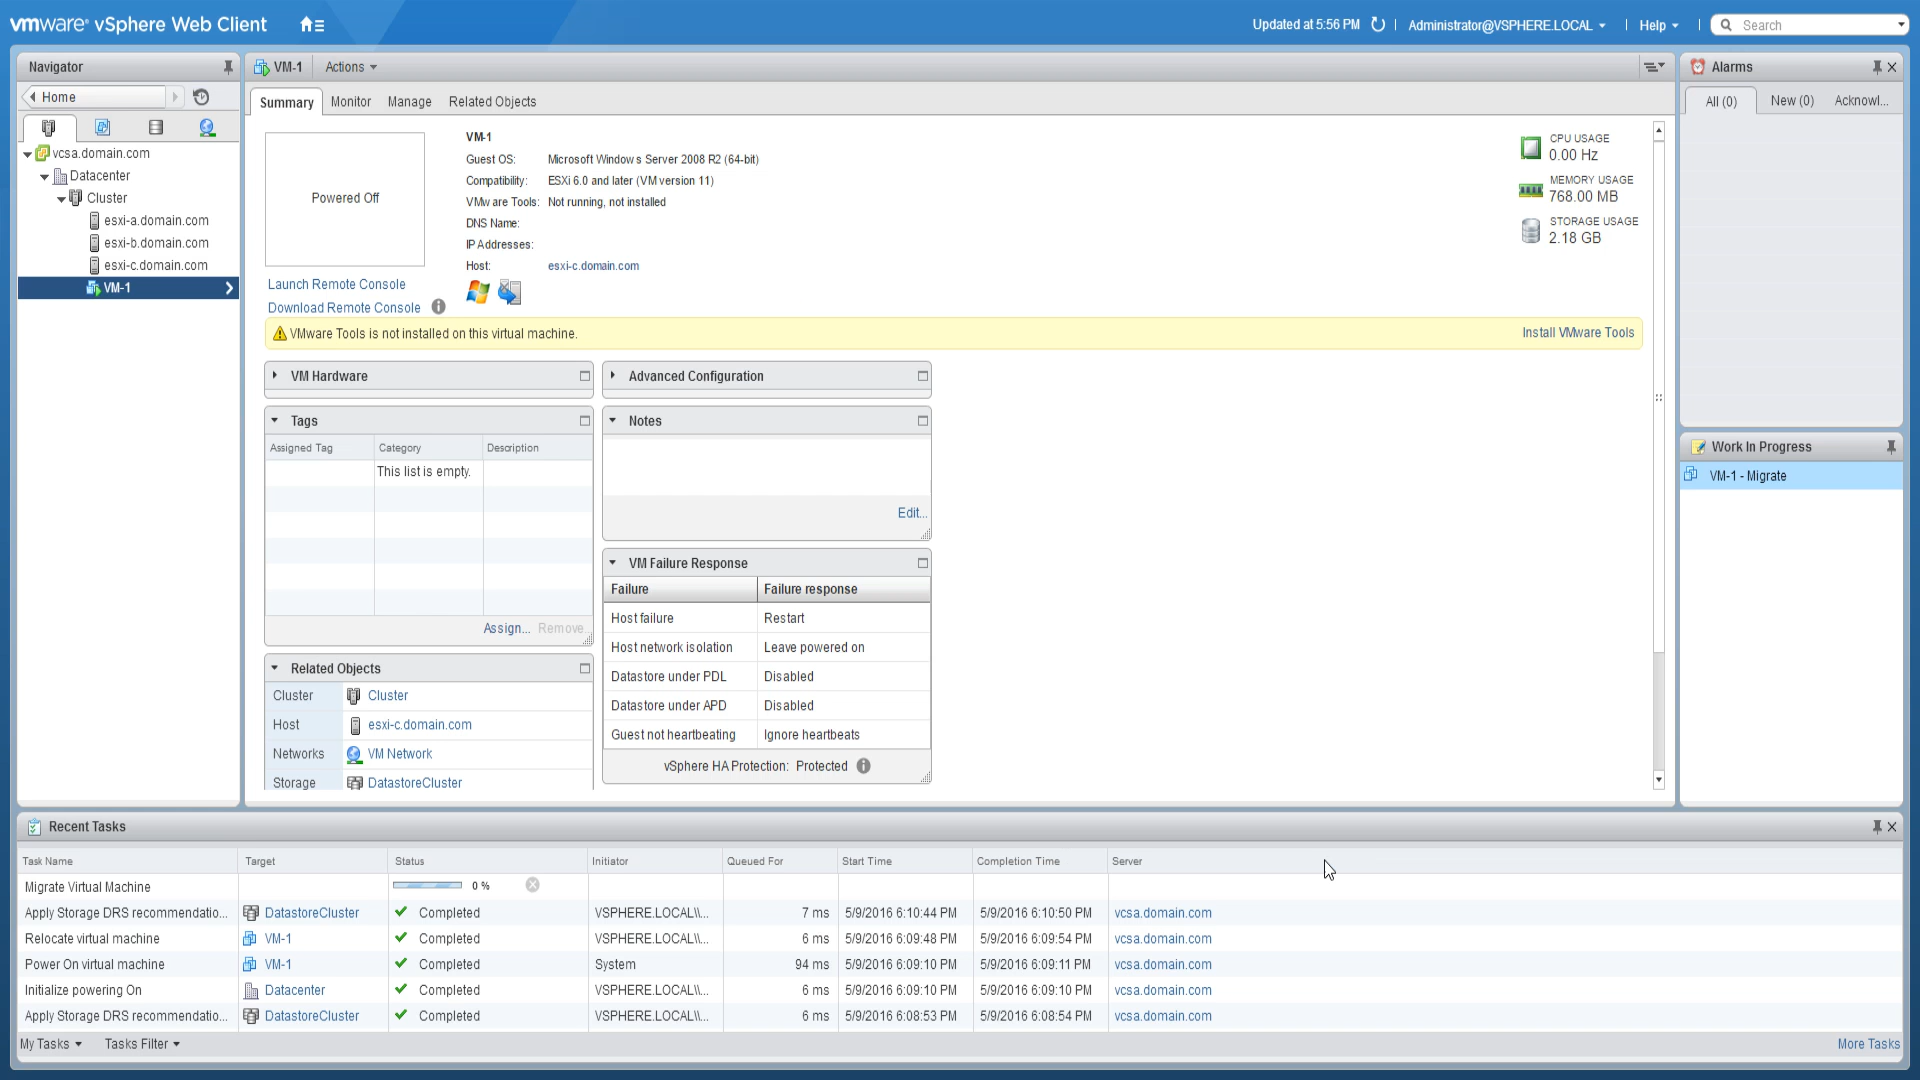 vmware® vSphere Web Client
Updated at 5:56 PM
Administrator@VSPHERE.LOCAL
Help
Search
Navigator
Home
vcsa.domain.com
Datacenter
Cluster
esxi-a.domain.com
esxi-b.domain.com
esxi-c.domain.com
VM-1
VM-1
Actions
Summary
Monitor
Manage
Related Objects
Powered Off
Launch Remote Console
Download Remote Console
VM-1
Guest OS: Microsoft Windows Server 2008 R2 (64-bit)
Compatibility: ESXi 6.0 and later (VM version 11)
VMware Tools: Not running, not installed
DNS Name:
IP Addresses:
Host: esxi-c.domain.com
CPU USAGE
0.00 Hz
MEMORY USAGE
768.00 MB
STORAGE USAGE
2.18 GB
VMware Tools is not installed on this virtual machine.
Install VMware Tools
VM Hardware
Tags
Assigned Tag Category Description
This list is empty.
Assign... Remove...
Related Objects
Cluster Cluster
Host esxi-c.domain.com
Networks VM Network
Storage DatastoreCluster
Advanced Configuration
Notes
Edit...
VM Failure Response
Failure Failure response
Host failure Restart
Host network isolation Leave powered on
Datastore under PDL Disabled
Datastore under APD Disabled
Guest not heartbeating Ignore heartbeats
vSphere HA Protection: Protected
Alarms
All (0) New (0) Acknowl...
Work In Progress
VM-1 - Migrate
Recent Tasks
Task Name Target Status Initiator Queued For Start Time Completion Time Server
Migrate Virtual Machine 0 %
Apply Storage DRS recommendatio... DatastoreCluster Completed VSPHERE.LOCAL\\... 7 ms 5/9/2016 6:10:44 PM 5/9/2016 6:10:50 PM vcsa.domain.com
Relocate virtual machine VM-1 Completed VSPHERE.LOCAL\\... 6 ms 5/9/2016 6:09:48 PM 5/9/2016 6:09:54 PM vcsa.domain.com
Power On virtual machine VM-1 Completed System 94 ms 5/9/2016 6:09:10 PM 5/9/2016 6:09:11 PM vcsa.domain.com
Initialize powering On Datacenter Completed VSPHERE.LOCAL\\... 6 ms 5/9/2016 6:09:10 PM 5/9/2016 6:09:10 PM vcsa.domain.com
Apply Storage DRS recommendatio... DatastoreCluster Completed VSPHERE.LOCAL\\... 6 ms 5/9/2016 6:08:53 PM 5/9/2016 6:08:54 PM vcsa.domain.com
My Tasks Tasks Filter More Tasks